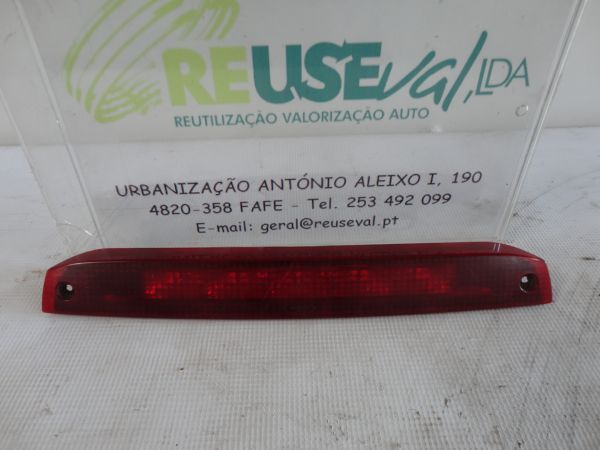 REUSEval, LDA
REUTILIZAÇÃO VALORIZAÇÃO AUTO
URBANIZAÇÃO ANTÓNIO ALEIXO I, 190
4820-358 FAFE - Tel. 253 492 099
E-mail: geral@reuseval.pt